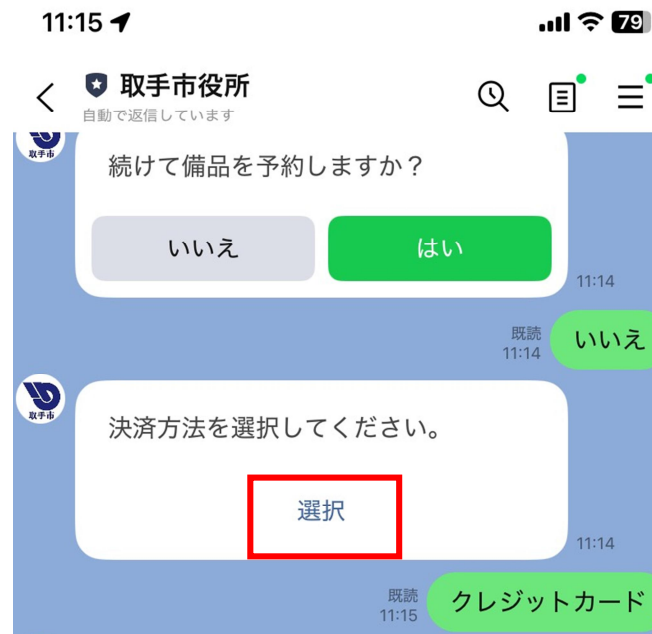 11:15
79
取手市役所
自動で返信しています
取手市
続けて備品を予約しますか？
いいえ
はい
11:14
既読
11:14
いいえ
取手市
決済方法を選択してください。
選択
11:14
既読
11:15
クレジットカード